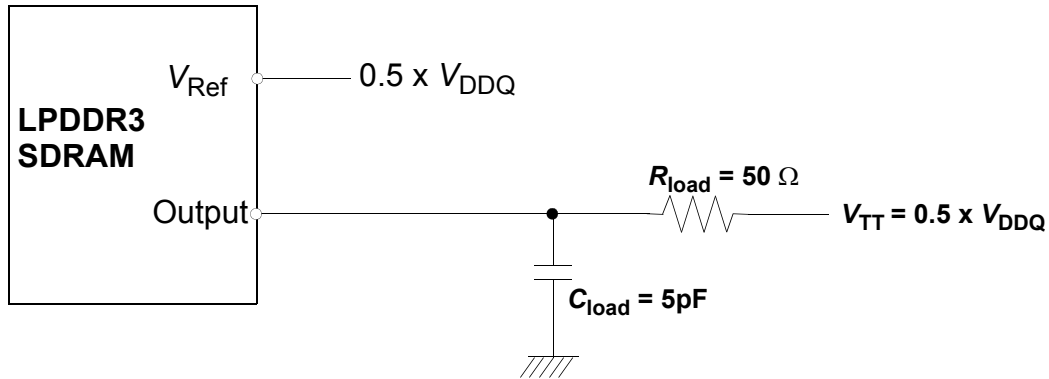 V_Ref
0.5 x V_DDQ
LPDDR3
SDRAM
Output
R_load = 50 Ω
V_TT = 0.5 x V_DDQ
C_load = 5pF